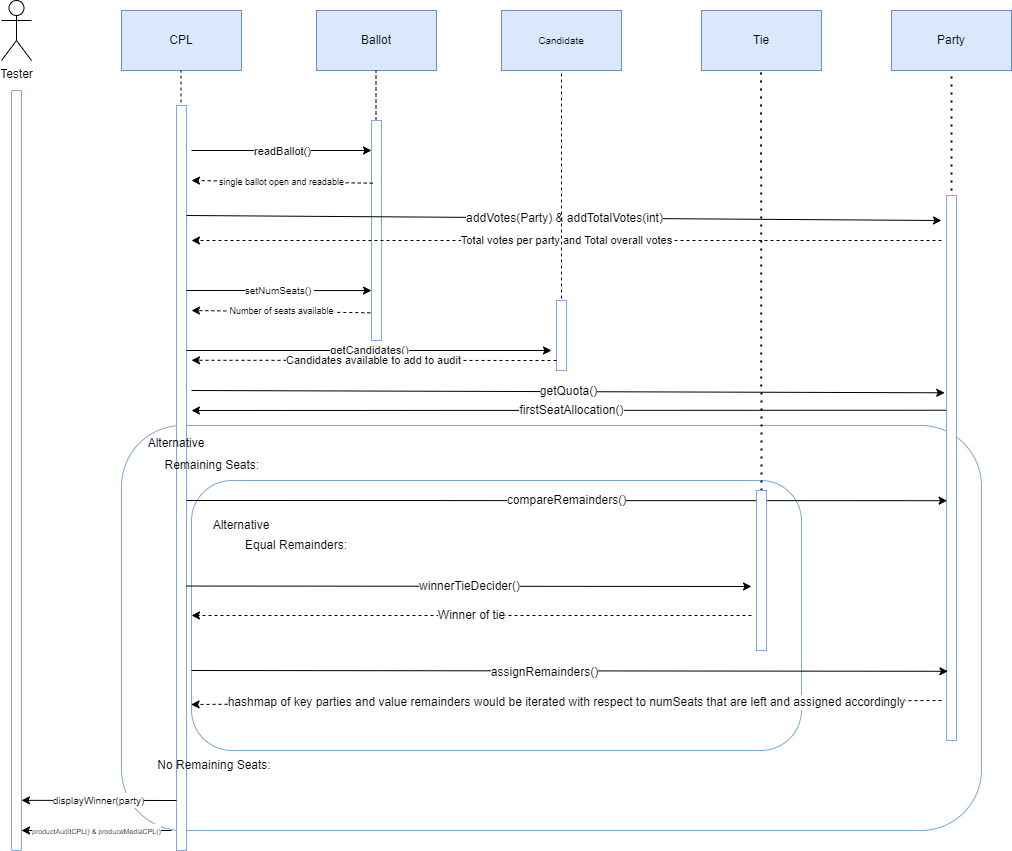 CPL
Ballot
Candidate
Tie
Party
Tester
readBallot()
single ballot open and readable
addVotes(Party) & addTotalVotes(int)
Total votes per party and Total overall votes
setNumSeats()
Number of seats available
getCandidates()
Candidates available to add to audit
getQuota()
firstSeatAllocation()
Alternative
Remaining Seats:
compareRemainders()
Alternative
Equal Remainders:
winnerTieDecider()
Winner of tie
assignRemainders()
hashmap of key parties and value remainders would be iterated with respect to numSeats that are left and assigned accordingly
No Remaining Seats:
displayWinner(party)
productAuditCPL() & produceMediaCPL()